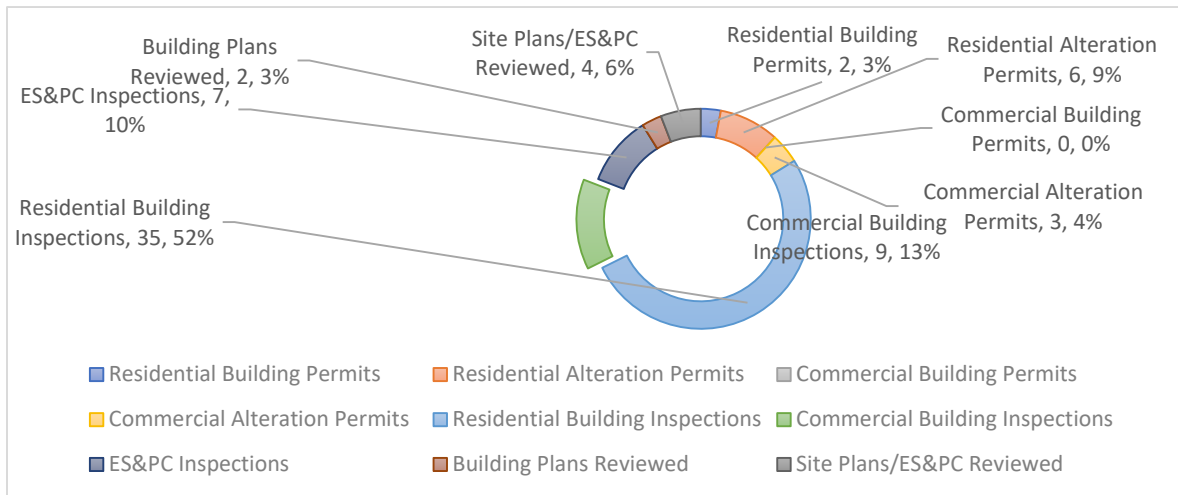 Building Plans
Reviewed, 2, 3%
Site Plans/ES&PC
Reviewed, 4, 6%
Residential Building
Permits, 2, 3%
Residential Alteration
Permits, 6, 9%
ES&PC Inspections, 7,
10%
Commercial Building
Permits, 0, 0%
Residential Building
Inspections, 35, 52%
Commercial Alteration
Permits, 3, 4%
Commercial Building
Inspections, 9, 13%
Residential Building Permits
Residential Alteration Permits
Commercial Building Permits
Commercial Alteration Permits
Residential Building Inspections
Commercial Building Inspections
ES&PC Inspections
Building Plans Reviewed
Site Plans/ES&PC Reviewed